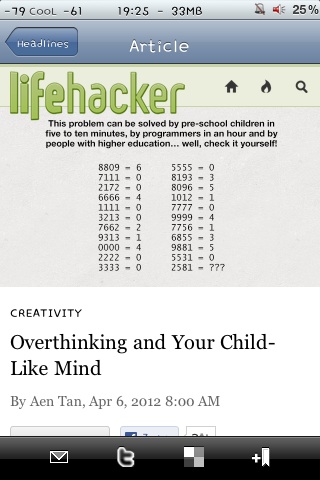 -79 COOL -61 19:25 - 33MB 25%
Headlines
Article
lifehacker
This problem can be solved by pre-school children in
five to ten minutes, by programmers in an hour and by
people with higher education... well, check it yourself!
8809 = 6 5555 = 0
7111 = 0 8193 = 3
2172 = 0 8096 = 5
6666 = 4 1012 = 1
1111 = 0 7777 = 0
3213 = 0 9999 = 4
7662 = 2 7756 = 1
9313 = 1 6855 = 3
0000 = 4 9881 = 5
2222 = 0 5531 = 0
3333 = 0 2581 = ???
CREATIVITY
Overthinking and Your Child-
Like Mind
By Aen Tan, Apr 6, 2012 8:00 AM